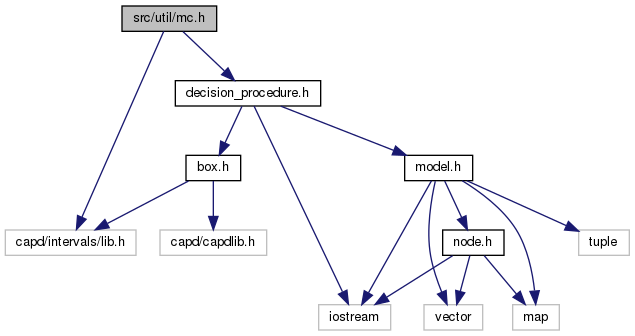 src/util/mc.h
decision_procedure.h
box.h
model.h
capd/intervals/lib.h
capd/capdlib.h
node.h
tuple
iostream
vector
map